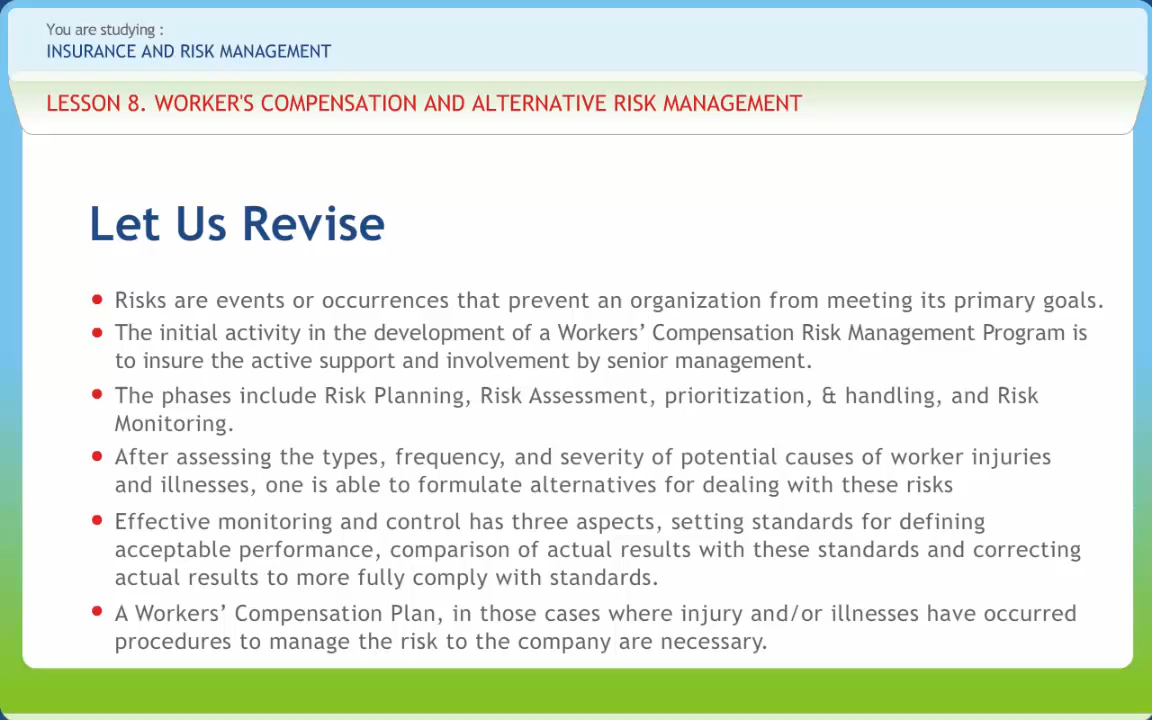 You are studying :
INSURANCE AND RISK MANAGEMENT
LESSON 8. WORKER'S COMPENSATION AND ALTERNATIVE RISK MANAGEMENT
Let Us Revise
• Risks are events or occurrences that prevent an organization from meeting its primary goals.
• The initial activity in the development of a Workers’ Compensation Risk Management Program is
to insure the active support and involvement by senior management.
• The phases include Risk Planning, Risk Assessment, prioritization, & handling, and Risk
Monitoring.
• After assessing the types, frequency, and severity of potential causes of worker injuries
and illnesses, one is able to formulate alternatives for dealing with these risks
• Effective monitoring and control has three aspects, setting standards for defining
acceptable performance, comparison of actual results with these standards and correcting
actual results to more fully comply with standards.
• A Workers’ Compensation Plan, in those cases where injury and/or illnesses have occurred
procedures to manage the risk to the company are necessary.